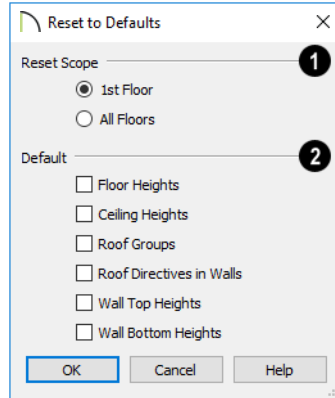 Reset to Defaults
Reset Scope 1
1st Floor
All Floors
Default 2
Floor Heights
Ceiling Heights
Roof Groups
Roof Directives in Walls
Wall Top Heights
Wall Bottom Heights
OK Cancel Help